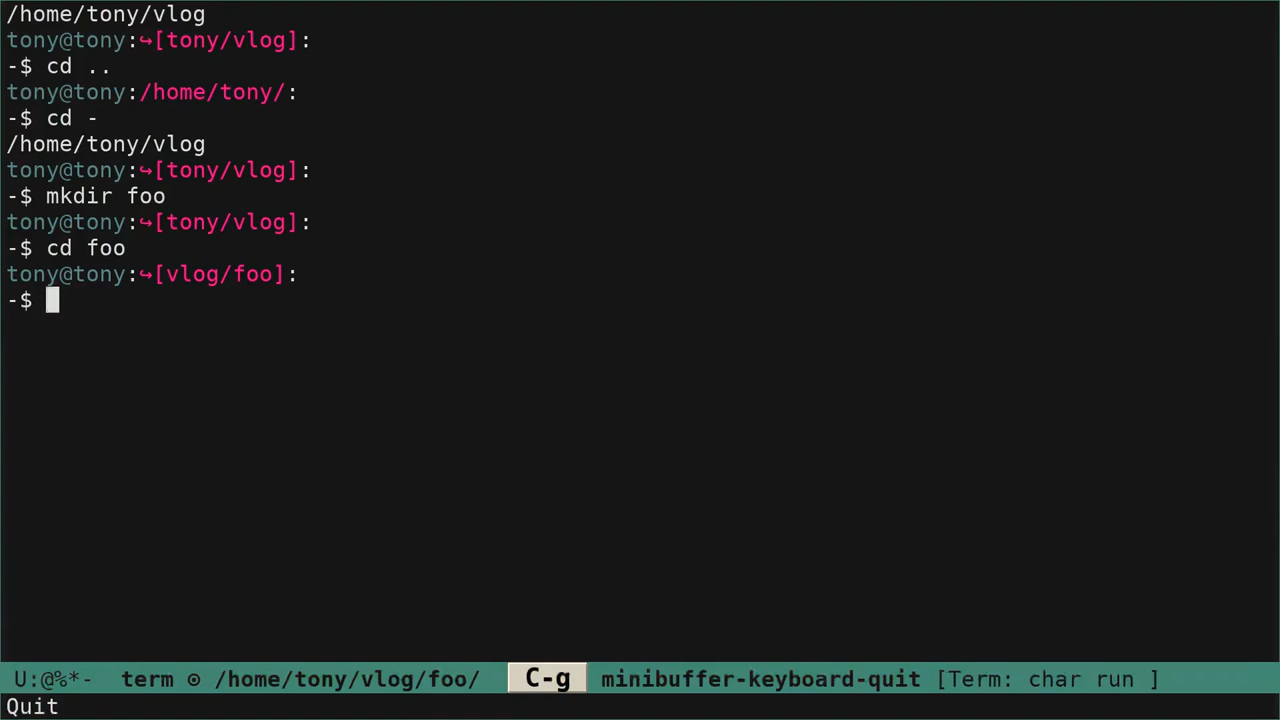 /home/tony/vlog
tony@tony:↪[tony/vlog]:
-$ cd ..
tony@tony:/home/tony/:
-$ cd -
/home/tony/vlog
tony@tony:↪[tony/vlog]:
-$ mkdir foo
tony@tony:↪[tony/vlog]:
-$ cd foo
tony@tony:↪[vlog/foo]:
-$
U:@%*- term ⊙ /home/tony/vlog/foo/ C-g minibuffer-keyboard-quit [Term: char run ]
Quit